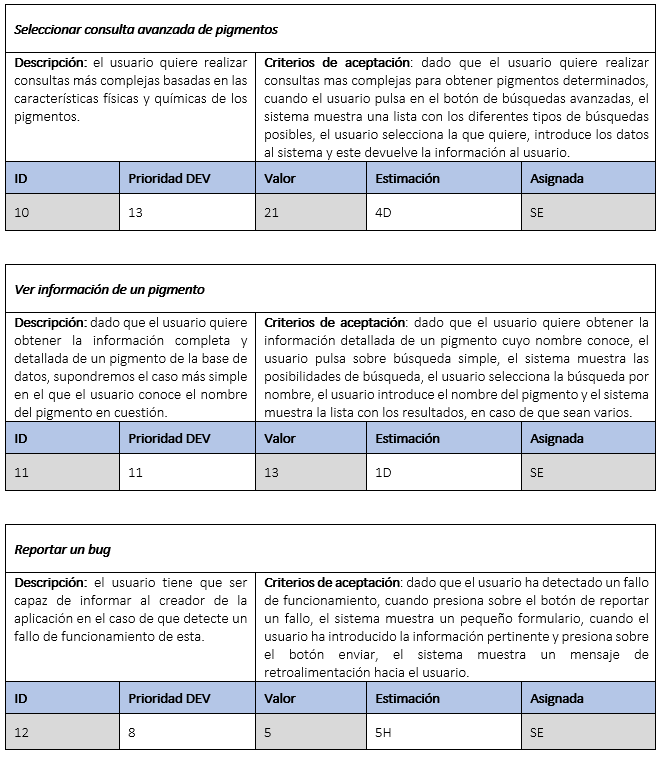 Seleccionar consulta avanzada de pigmentos
Descripción: el usuario quiere realizar
consultas más complejas basadas en las
características físicas y químicas de los
pigmentos.
Criterios de aceptación: dado que el usuario quiere realizar
consultas mas complejas para obtener pigmentos determinados,
cuando el usuario pulsa en el botón de búsquedas avanzadas, el
sistema muestra una lista con los diferentes tipos de búsquedas
posibles, el usuario selecciona la que quiere, introduce los datos
al sistema y este devuelve la información al usuario.
ID Prioridad DEV Valor Estimación Asignada
10 13 21 4D SE
Ver información de un pigmento
Descripción: dado que el usuario quiere
obtener la información completa y
detallada de un pigmento de la base de
datos, supondremos el caso más simple
en el que el usuario conoce el nombre
del pigmento en cuestión.
Criterios de aceptación: dado que el usuario quiere obtener la
información detallada de un pigmento cuyo nombre conoce, el
usuario pulsa sobre búsqueda simple, el sistema muestra las
posibilidades de búsqueda, el usuario selecciona la búsqueda por
nombre, el usuario introduce el nombre del pigmento y el sistema
muestra la lista con los resultados, en caso de que sean varios.
ID Prioridad DEV Valor Estimación Asignada
11 11 13 1D SE
Reportar un bug
Descripción: el usuario tiene que ser
capaz de informar al creador de la
aplicación en el caso de que detecte un
fallo de funcionamiento de esta.
Criterios de aceptación: dado que el usuario ha detectado un fallo
de funcionamiento, cuando presiona sobre el botón de reportar
un fallo, el sistema muestra un pequeño formulario, cuando el
usuario ha introducido la información pertinente y presiona sobre
el botón enviar, el sistema muestra un mensaje de
retroalimentación hacia el usuario.
ID Prioridad DEV Valor Estimación Asignada
12 8 5 5H SE